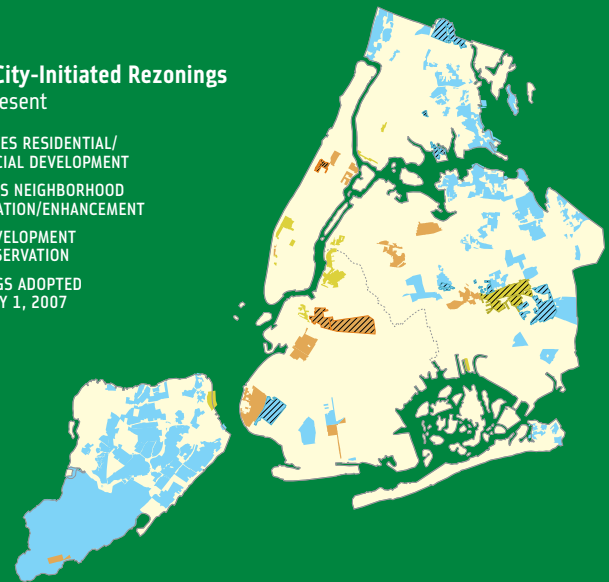 City-Initiated Rezonings
esent
ES RESIDENTIAL/
CIAL DEVELOPMENT
S NEIGHBORHOOD
ATION/ENHANCEMENT
VELOPMENT
SERVATION
GS ADOPTED
Y 1, 2007